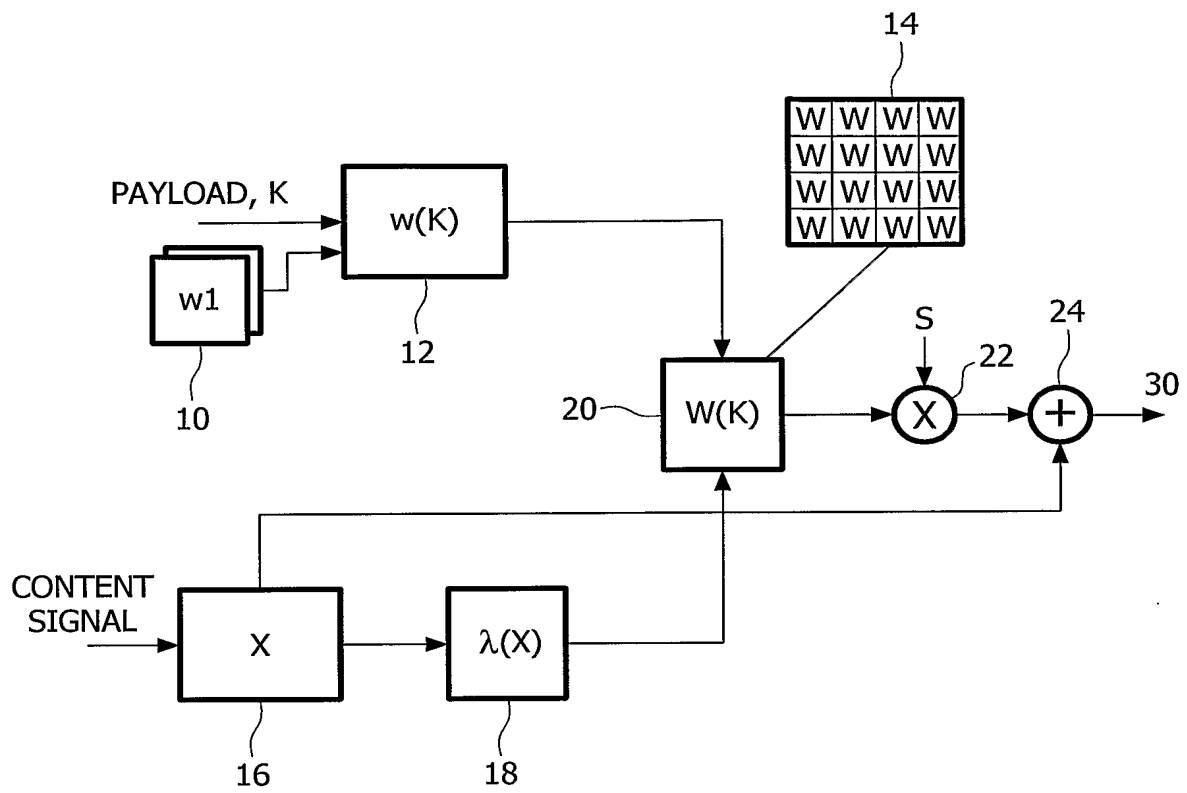 14
W W W W
W W W W
W W W W
W W W W
PAYLOAD, K
w(K)
w1
12
10
S
22
24
30
20
W(K)
X
+
CONTENT
SIGNAL
X
λ(X)
16
18